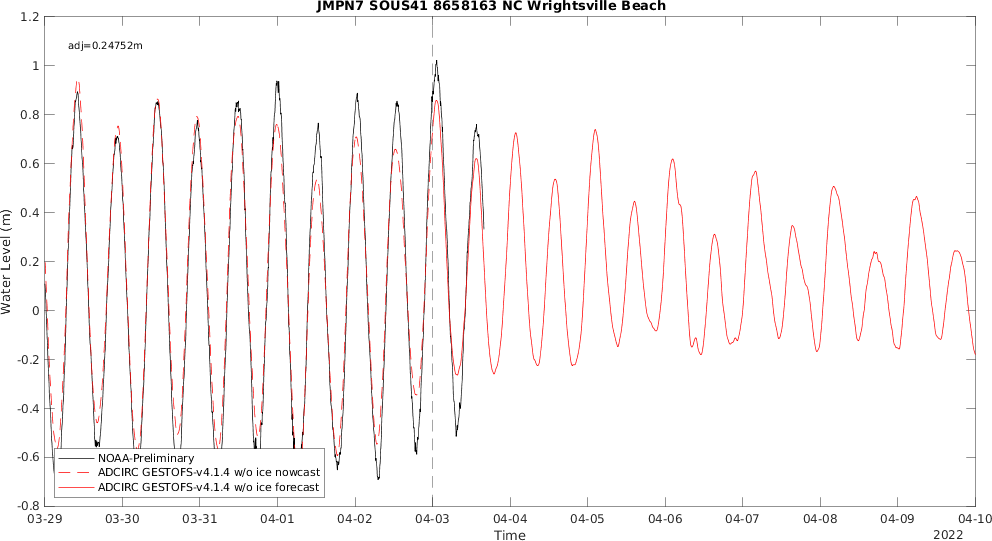 JMPN7 SOUS41 8658163 NC Wrightsville Beach
adj=0.24752m
1.2
1
0.8
0.6
0.4
0.2
0
-0.2
-0.4
-0.6
-0.8
Water Level (m)
NOAA-Preliminary
ADCIRC GESTOFS-v4.1.4 w/o ice nowcast
ADCIRC GESTOFS-v4.1.4 w/o ice forecast
03-29 03-30 03-31 04-01 04-02 04-03 04-04 04-05 04-06 04-07 04-08 04-09 04-10
Time
2022